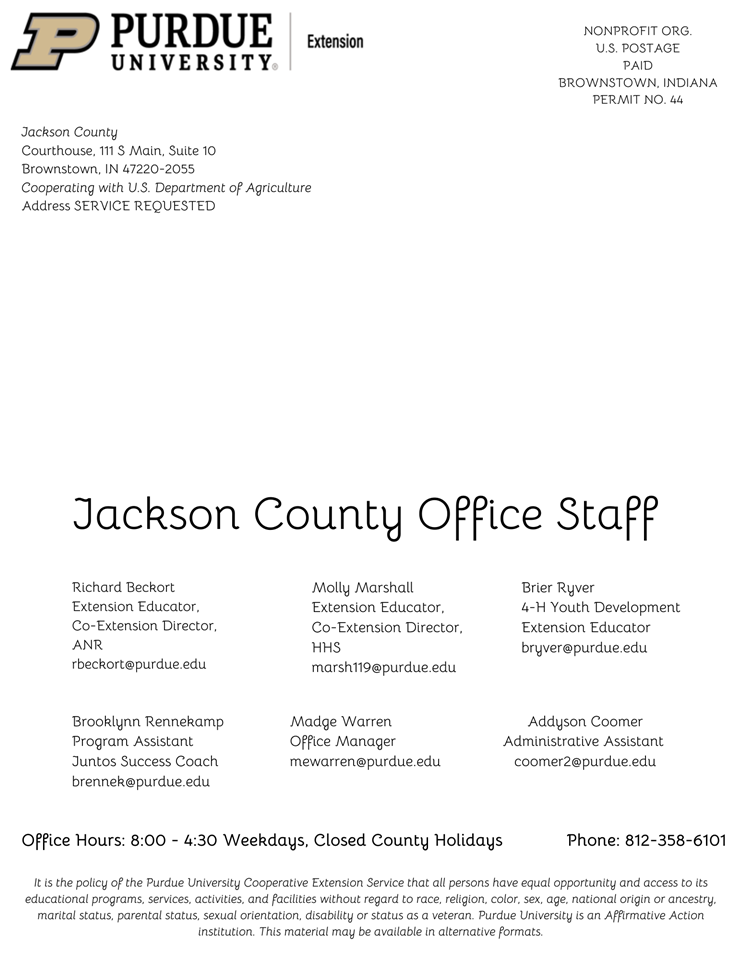 PURDUE
UNIVERSITY®
Extension
NONPROFIT ORG.
U.S. POSTAGE
PAID
BROWNSTOWN, INDIANA
PERMIT NO. 44
Jackson County
Courthouse, 111 S Main, Suite 10
Brownstown, IN 47220-2055
Cooperating with U.S. Department of Agriculture
Address SERVICE REQUESTED
Jackson County Office Staff
Richard Beckort
Extension Educator,
Co-Extension Director,
ANR
rbeckort@purdue.edu
Molly Marshall
Extension Educator,
Co-Extension Director,
HHS
marsh119@purdue.edu
Brier Ryver
4-H Youth Development
Extension Educator
bryver@purdue.edu
Brooklynn Rennekamp
Program Assistant
Juntos Success Coach
brennek@purdue.edu
Madge Warren
Office Manager
mewarren@purdue.edu
Addyson Coomer
Administrative Assistant
coomer2@purdue.edu
Office Hours: 8:00 - 4:30 Weekdays, Closed County Holidays
Phone: 812-358-6101
It is the policy of the Purdue University Cooperative Extension Service that all persons have equal opportunity and access to its
educational programs, services, activities, and facilities without regard to race, religion, color, sex, age, national origin or ancestry,
marital status, parental status, sexual orientation, disability or status as a veteran. Purdue University is an Affirmative Action
institution. This material may be available in alternative formats.